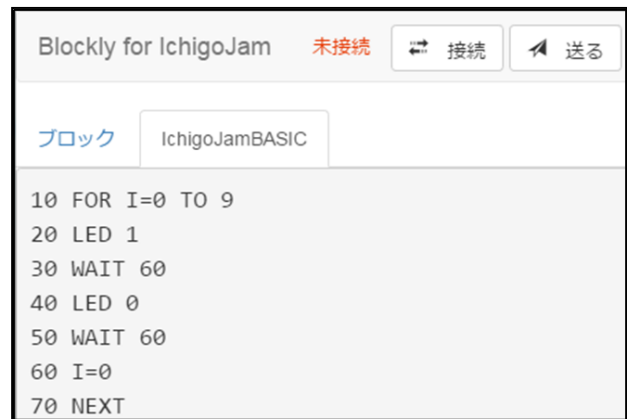 Blockly for IchigoJam 未接続 接続 送る
ブロック IchigoJamBASIC
10 FOR I=0 TO 9
20 LED 1
30 WAIT 60
40 LED 0
50 WAIT 60
60 I=0
70 NEXT